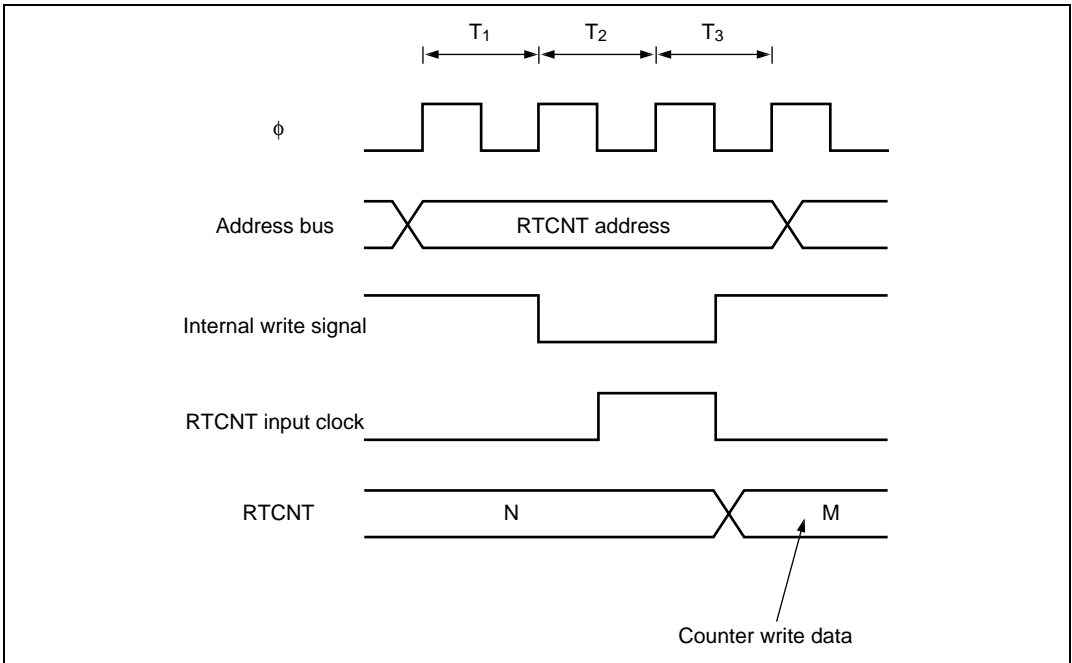 T1 T2 T3
ϕ
Address bus RTCNT address
Internal write signal
RTCNT input clock
RTCNT N M
Counter write data